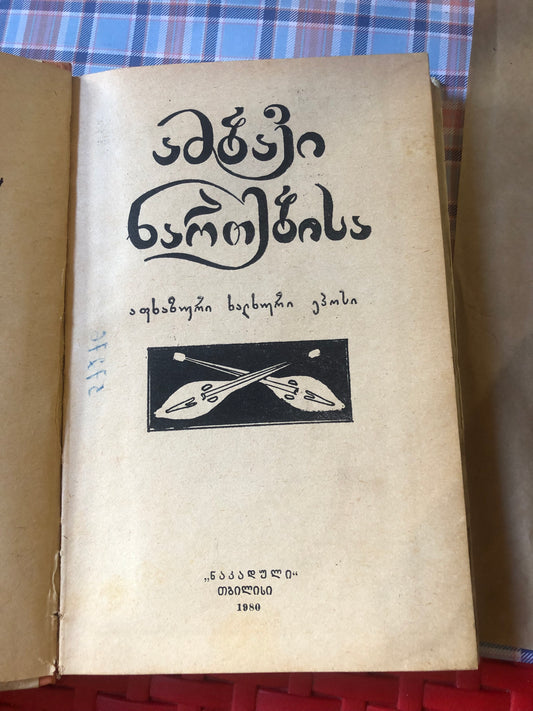 ამბავი
ნართებისა
აფხაზური ხალხური ეპოსი
„ნაკადული“
თბილისი
1980